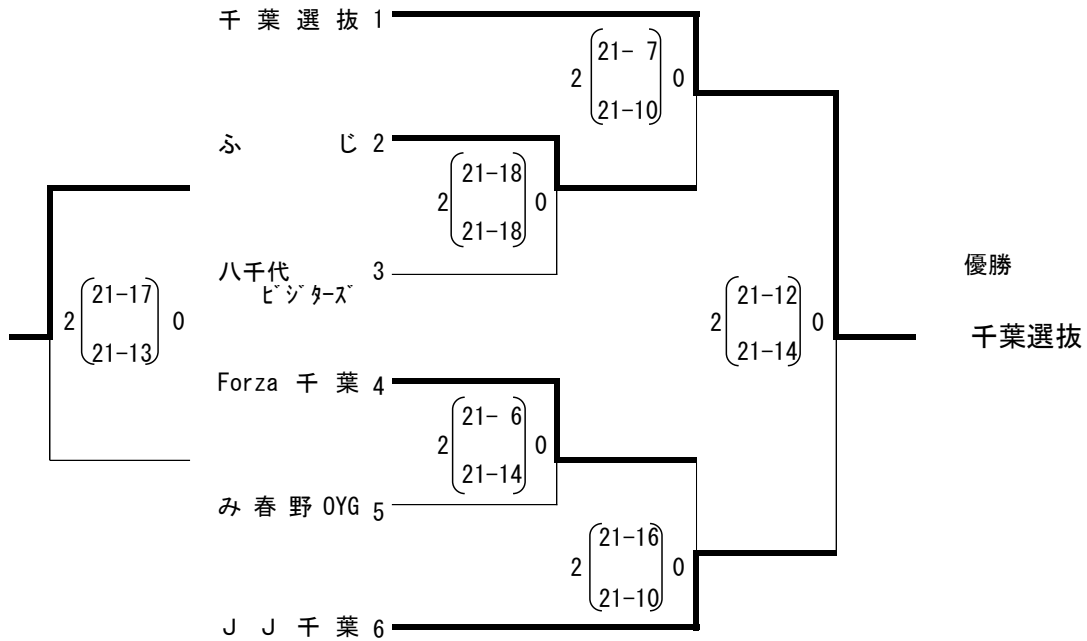 千 葉 選 抜 1
2 21- 7 0
21-10
ふ じ 2
2 21-18 0
21-18
八千代 3
ﾋﾞｼﾞﾀｰｽﾞ
2 21-17 0
21-13
2 21-12 0
21-14
優勝
千葉選抜
Forza 千 葉 4
2 21- 6 0
21-14
み 春 野 OYG 5
2 21-16 0
21-10
Ｊ Ｊ 千 葉 6